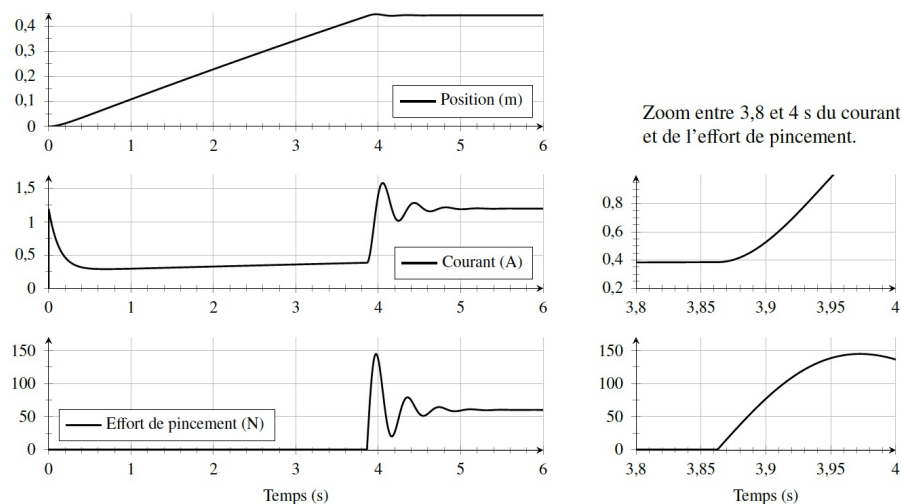 0,4
0,3
0,2
0,1
0
0 1 2 3 4 5 6
Position (m)
Zoom entre 3,8 et 4 s du courant
et de l'effort de pincement.
1,5
1
0,5
0
0 1 2 3 4 5 6
Courant (A)
0,8
0,6
0,4
0,2
3,8 3,85 3,9 3,95 4
150
100
50
0
0 1 2 3 4 5 6
Effort de pincement (N)
Temps (s)
150
100
50
0
3,8 3,85 3,9 3,95 4
Temps (s)